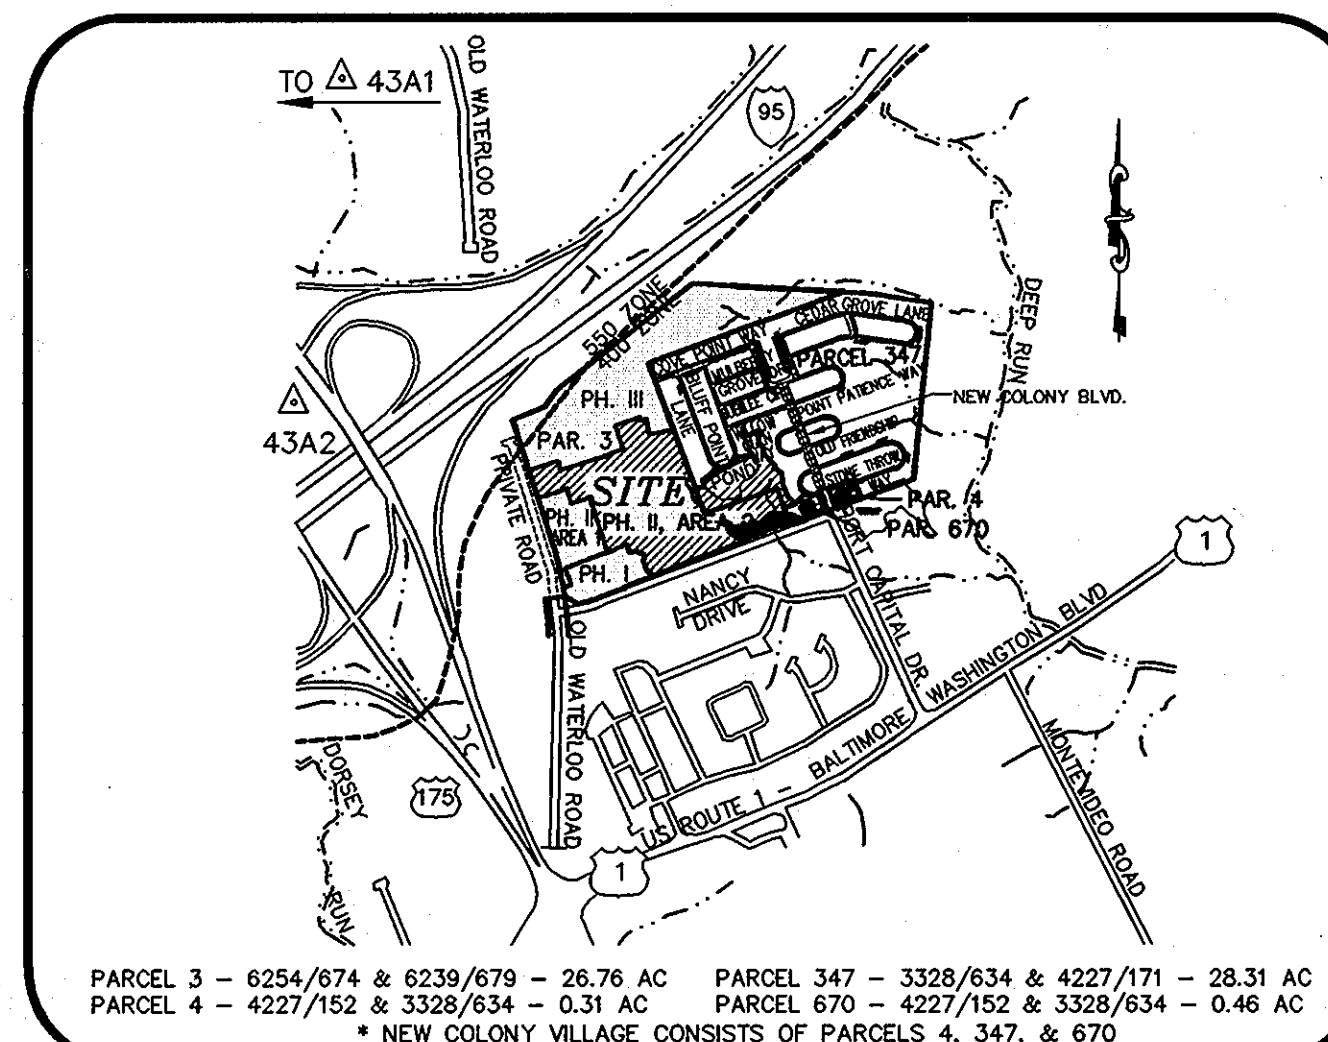 TO 43A1
OLD WATERLOO ROAD
95
550 ZONE
400 ZONE
DEEP RUN
CEDAR GROVE LANE
COVE POINT WAY
MULBERRY
GROVE DR.
PARCEL 347
BLUFF POINT
LANE
JUBILEE CR.
POINT PATIENCE WAY
NEW COLONY BLVD.
WILLOW
WAY
OLD FRIENDSHIP
STONE THROW
WAY
POND
43A2
PH. III
PAR. 3
PRIVATE ROAD
SITE
PH. II
AREA 1
PH. II, AREA 2
PH. I
PAR. 4
PAR. 670
PORT CAPITAL DR.
1
NANCY
DRIVE
OLD WATERLOO ROAD
U.S. ROUTE 1 - BALTIMORE WASHINGTON BLVD
MONTEVIDEO ROAD
DORSEY
RUN
175
1
PARCEL 3 - 6254/674 & 6239/679 - 26.76 AC
PARCEL 347 - 3328/634 & 4227/171 - 28.31 AC
PARCEL 4 - 4227/152 & 3328/634 - 0.31 AC
PARCEL 670 - 4227/152 & 3328/634 - 0.46 AC
* NEW COLONY VILLAGE CONSISTS OF PARCELS 4, 347, & 670